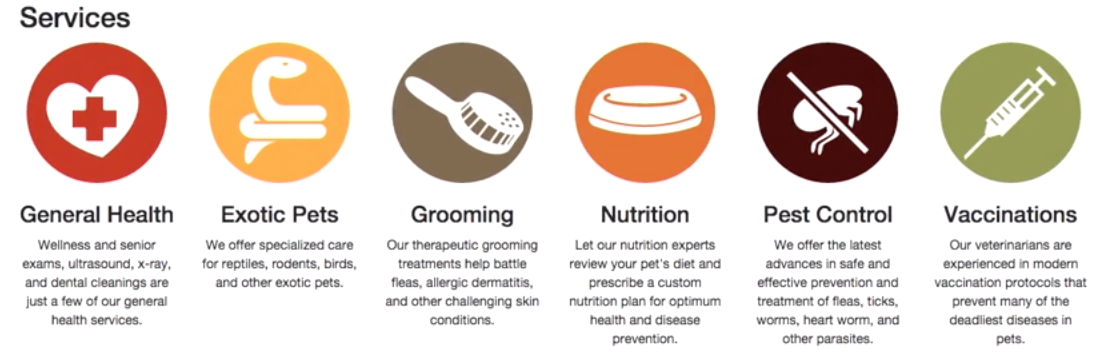 Services
General Health
Wellness and senior
exams, ultrasound, x-ray,
and dental cleanings are
just a few of our general
health services.
Exotic Pets
We offer specialized care
for reptiles, rodents, birds,
and other exotic pets.
Grooming
Our therapeutic grooming
treatments help battle
fleas, allergic dermatitis,
and other challenging skin
conditions.
Nutrition
Let our nutrition experts
review your pet's diet and
prescribe a custom
nutrition plan for optimum
health and disease
prevention.
Pest Control
We offer the latest
advances in safe and
effective prevention and
treatment of fleas, ticks,
worms, heart worm, and
other parasites.
Vaccinations
Our veterinarians are
experienced in modern
vaccination protocols that
prevent many of the
deadliest diseases in
pets.